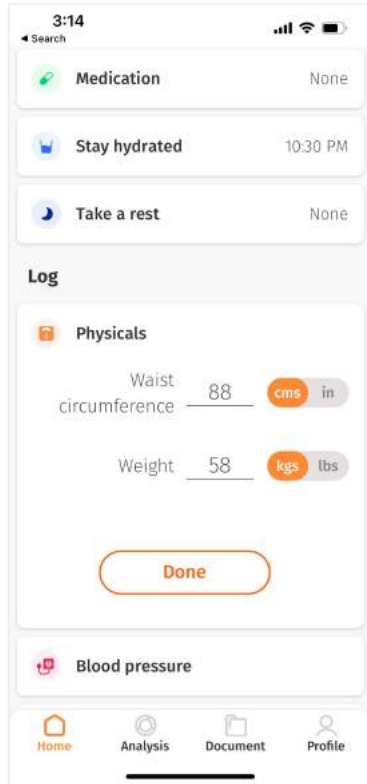 3:14
◀ Search
Medication None
Stay hydrated 10:30 PM
Take a rest None
Log
Physicals
Waist
circumference 88 cms in
Weight 58 kgs lbs
Done
Blood pressure
Home Analysis Document Profile